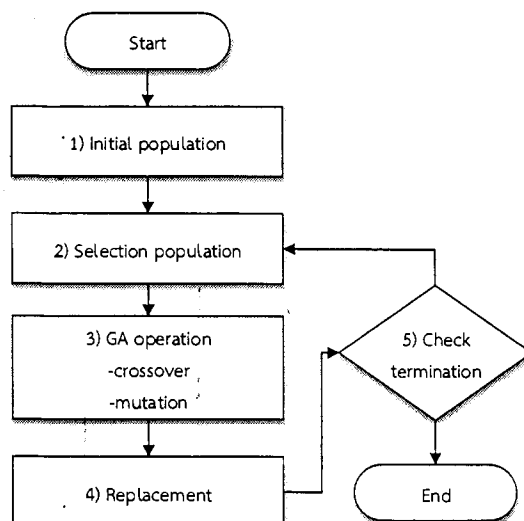 Start
1) Initial population
2) Selection population
3) GA operation
-crossover
-mutation
4) Replacement
5) Check
termination
End